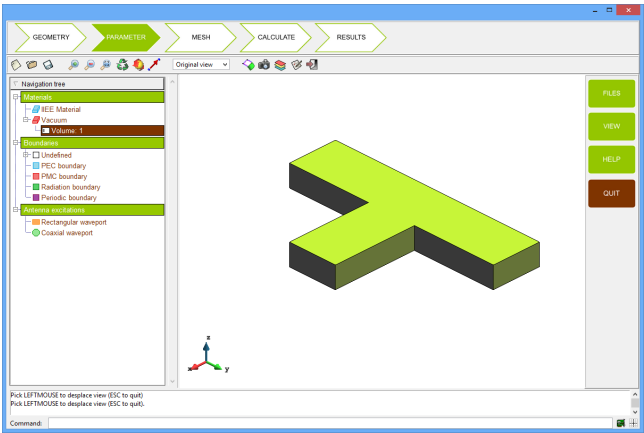 GEOMETRY PARAMETER MESH CALCULATE RESULTS
Original view
Navigation tree
Materials
IIEE Material
Vacuum
Volume: 1
Boundaries
Undefined
PEC boundary
PMC boundary
Radiation boundary
Periodic boundary
Antenna excitations
Rectangular waveport
Coaxial waveport
FILES
VIEW
HELP
QUIT
z
x
y
Pick LEFTMOUSE to desplace view (ESC to quit)
Pick LEFTMOUSE to desplace view (ESC to quit).
Command: